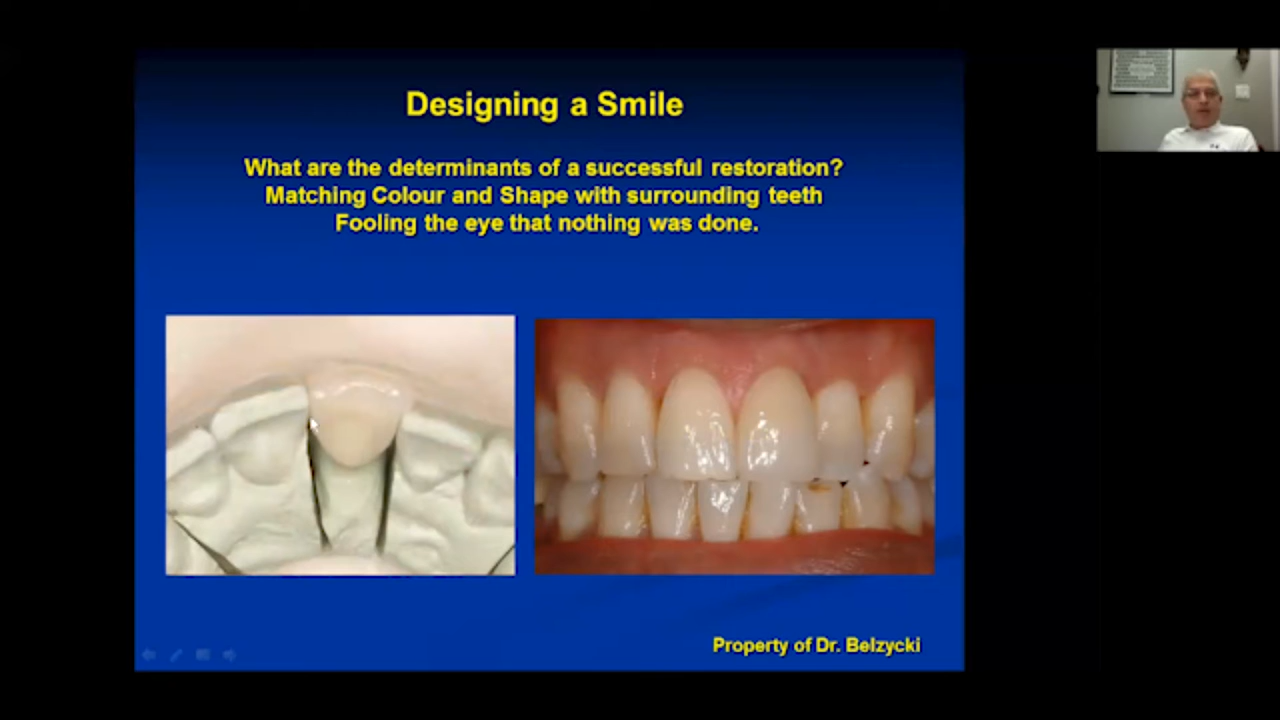 Designing a Smile
What are the determinants of a successful restoration?
Matching Colour and Shape with surrounding teeth
Fooling the eye that nothing was done.
Property of Dr. Belzycki